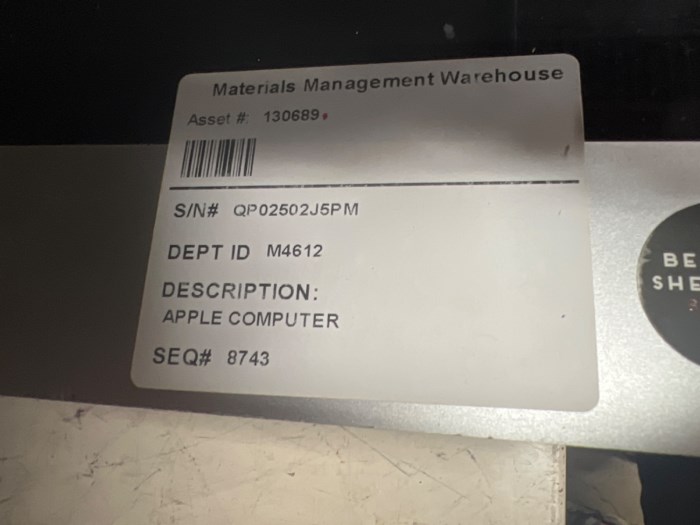 Materials Management Warehouse
Asset #: 130689
S/N# QP02502J5PM
DEPT ID M4612
DESCRIPTION:
APPLE COMPUTER
SEQ# 8743
BE
SHE